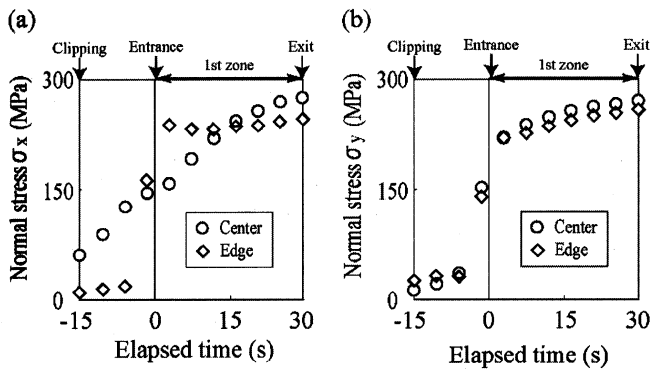 (a)
Clipping Entrance Exit
1st zone
300
150
0
-15 0 15 30
Normal stress σx (MPa)
Elapsed time (s)
Center
Edge
(b)
Clipping Entrance Exit
1st zone
300
150
0
-15 0 15 30
Normal stress σy (MPa)
Elapsed time (s)
Center
Edge